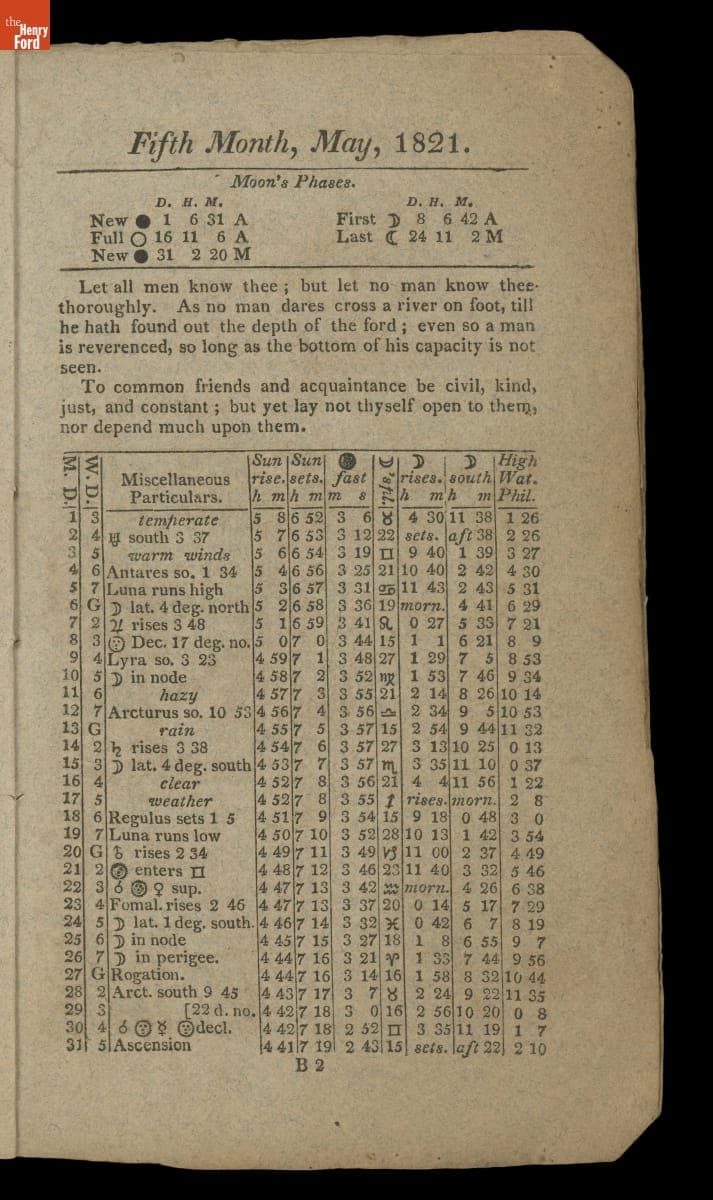 the
Henry
Ford
Fifth Month, May, 1821.
Moon's Phases.
D. H. M. D. H. M.
New ● 1 6 31 A First ☽ 8 6 42 A
Full ○ 16 11 6 A Last ☾ 24 11 2 M
New ● 31 2 20 M
Let all men know thee; but let no man know thee
thoroughly. As no man dares cross a river on foot, till
he hath found out the depth of the ford; even so a man
is reverenced, so long as the bottom of his capacity is not
seen.
To common friends and acquaintance be civil, kind,
just, and constant; but yet lay not thyself open to them,
nor depend much upon them.
M. D. W. D. Miscellaneous Particulars. Sun rise. h m Sun sets. h m fast m s ☽ ☽ rises. h m ☽ south h m High Wat. Phil.
1 3 temperate 5 8 6 52 3 6 ♉ 4 30 11 38 1 26
2 4 ♅ south 3 37 5 7 6 53 3 12 22 sets. aft 38 2 26
3 5 warm winds 5 6 6 54 3 19 ♊ 9 40 1 39 3 27
4 6 Antares so. 1 34 5 4 6 56 3 25 21 10 40 2 42 4 30
5 7 Luna runs high 5 3 6 57 3 31 ♋ 11 43 2 43 5 31
6 G ☽ lat. 4 deg. north 5 2 6 58 3 36 19 morn. 4 41 6 29
7 2 ♃ rises 3 48 5 1 6 59 3 41 ♌ 0 27 5 33 7 21
8 3 ☉ Dec. 17 deg. no. 5 0 7 0 3 44 15 1 1 6 21 8 9
9 4 Lyra so. 3 23 4 59 7 1 3 48 27 1 29 7 5 8 53
10 5 ☽ in node 4 58 7 2 3 52 ♍ 1 53 7 46 9 34
11 6 hazy 4 57 7 3 3 55 21 2 14 8 26 10 14
12 7 Arcturus so. 10 53 4 56 7 4 3 56 ♎ 2 34 9 5 10 53
13 G rain 4 55 7 5 3 57 15 2 54 9 44 11 32
14 2 ♄ rises 3 38 4 54 7 6 3 57 27 3 13 10 25 0 13
15 3 ☽ lat. 4 deg. south 4 53 7 7 3 57 ♏ 3 35 11 10 0 37
16 4 clear 4 52 7 8 3 56 21 4 4 11 56 1 22
17 5 weather 4 52 7 8 3 55 ♐ rises. morn. 2 8
18 6 Regulus sets 1 5 4 51 7 9 3 54 15 9 18 0 48 3 0
19 7 Luna runs low 4 50 7 10 3 52 28 10 13 1 42 3 54
20 G ♁ rises 2 34 4 49 7 11 3 49 ♑ 11 00 2 37 4 49
21 2 ☉ enters ♊ 4 48 7 12 3 46 23 11 40 3 32 5 46
22 3 ☌ ☉ ♀ sup. 4 47 7 13 3 42 ♒ morn. 4 26 6 38
23 4 Fomal. rises 2 46 4 47 7 13 3 37 20 0 14 5 17 7 29
24 5 ☽ lat. 1 deg. south. 4 46 7 14 3 32 ♓ 0 42 6 7 8 19
25 6 ☽ in node 4 45 7 15 3 27 18 1 8 6 55 9 7
26 7 ☽ in perigee. 4 44 7 16 3 21 ♈ 1 33 7 44 9 56
27 G Rogation. 4 44 7 16 3 14 16 1 58 8 32 10 44
28 2 Arct. south 9 45 4 43 7 17 3 7 ♉ 2 24 9 22 11 35
29 3 [22 d. no. 4 42 7 18 3 0 16 2 56 10 20 0 8
30 4 ☌ ☉ ☿ ☉ decl. 4 42 7 18 2 52 ♊ 3 35 11 19 1 7
31 5 Ascension 4 41 7 19 2 43 15 sets. aft 22 2 10
B 2